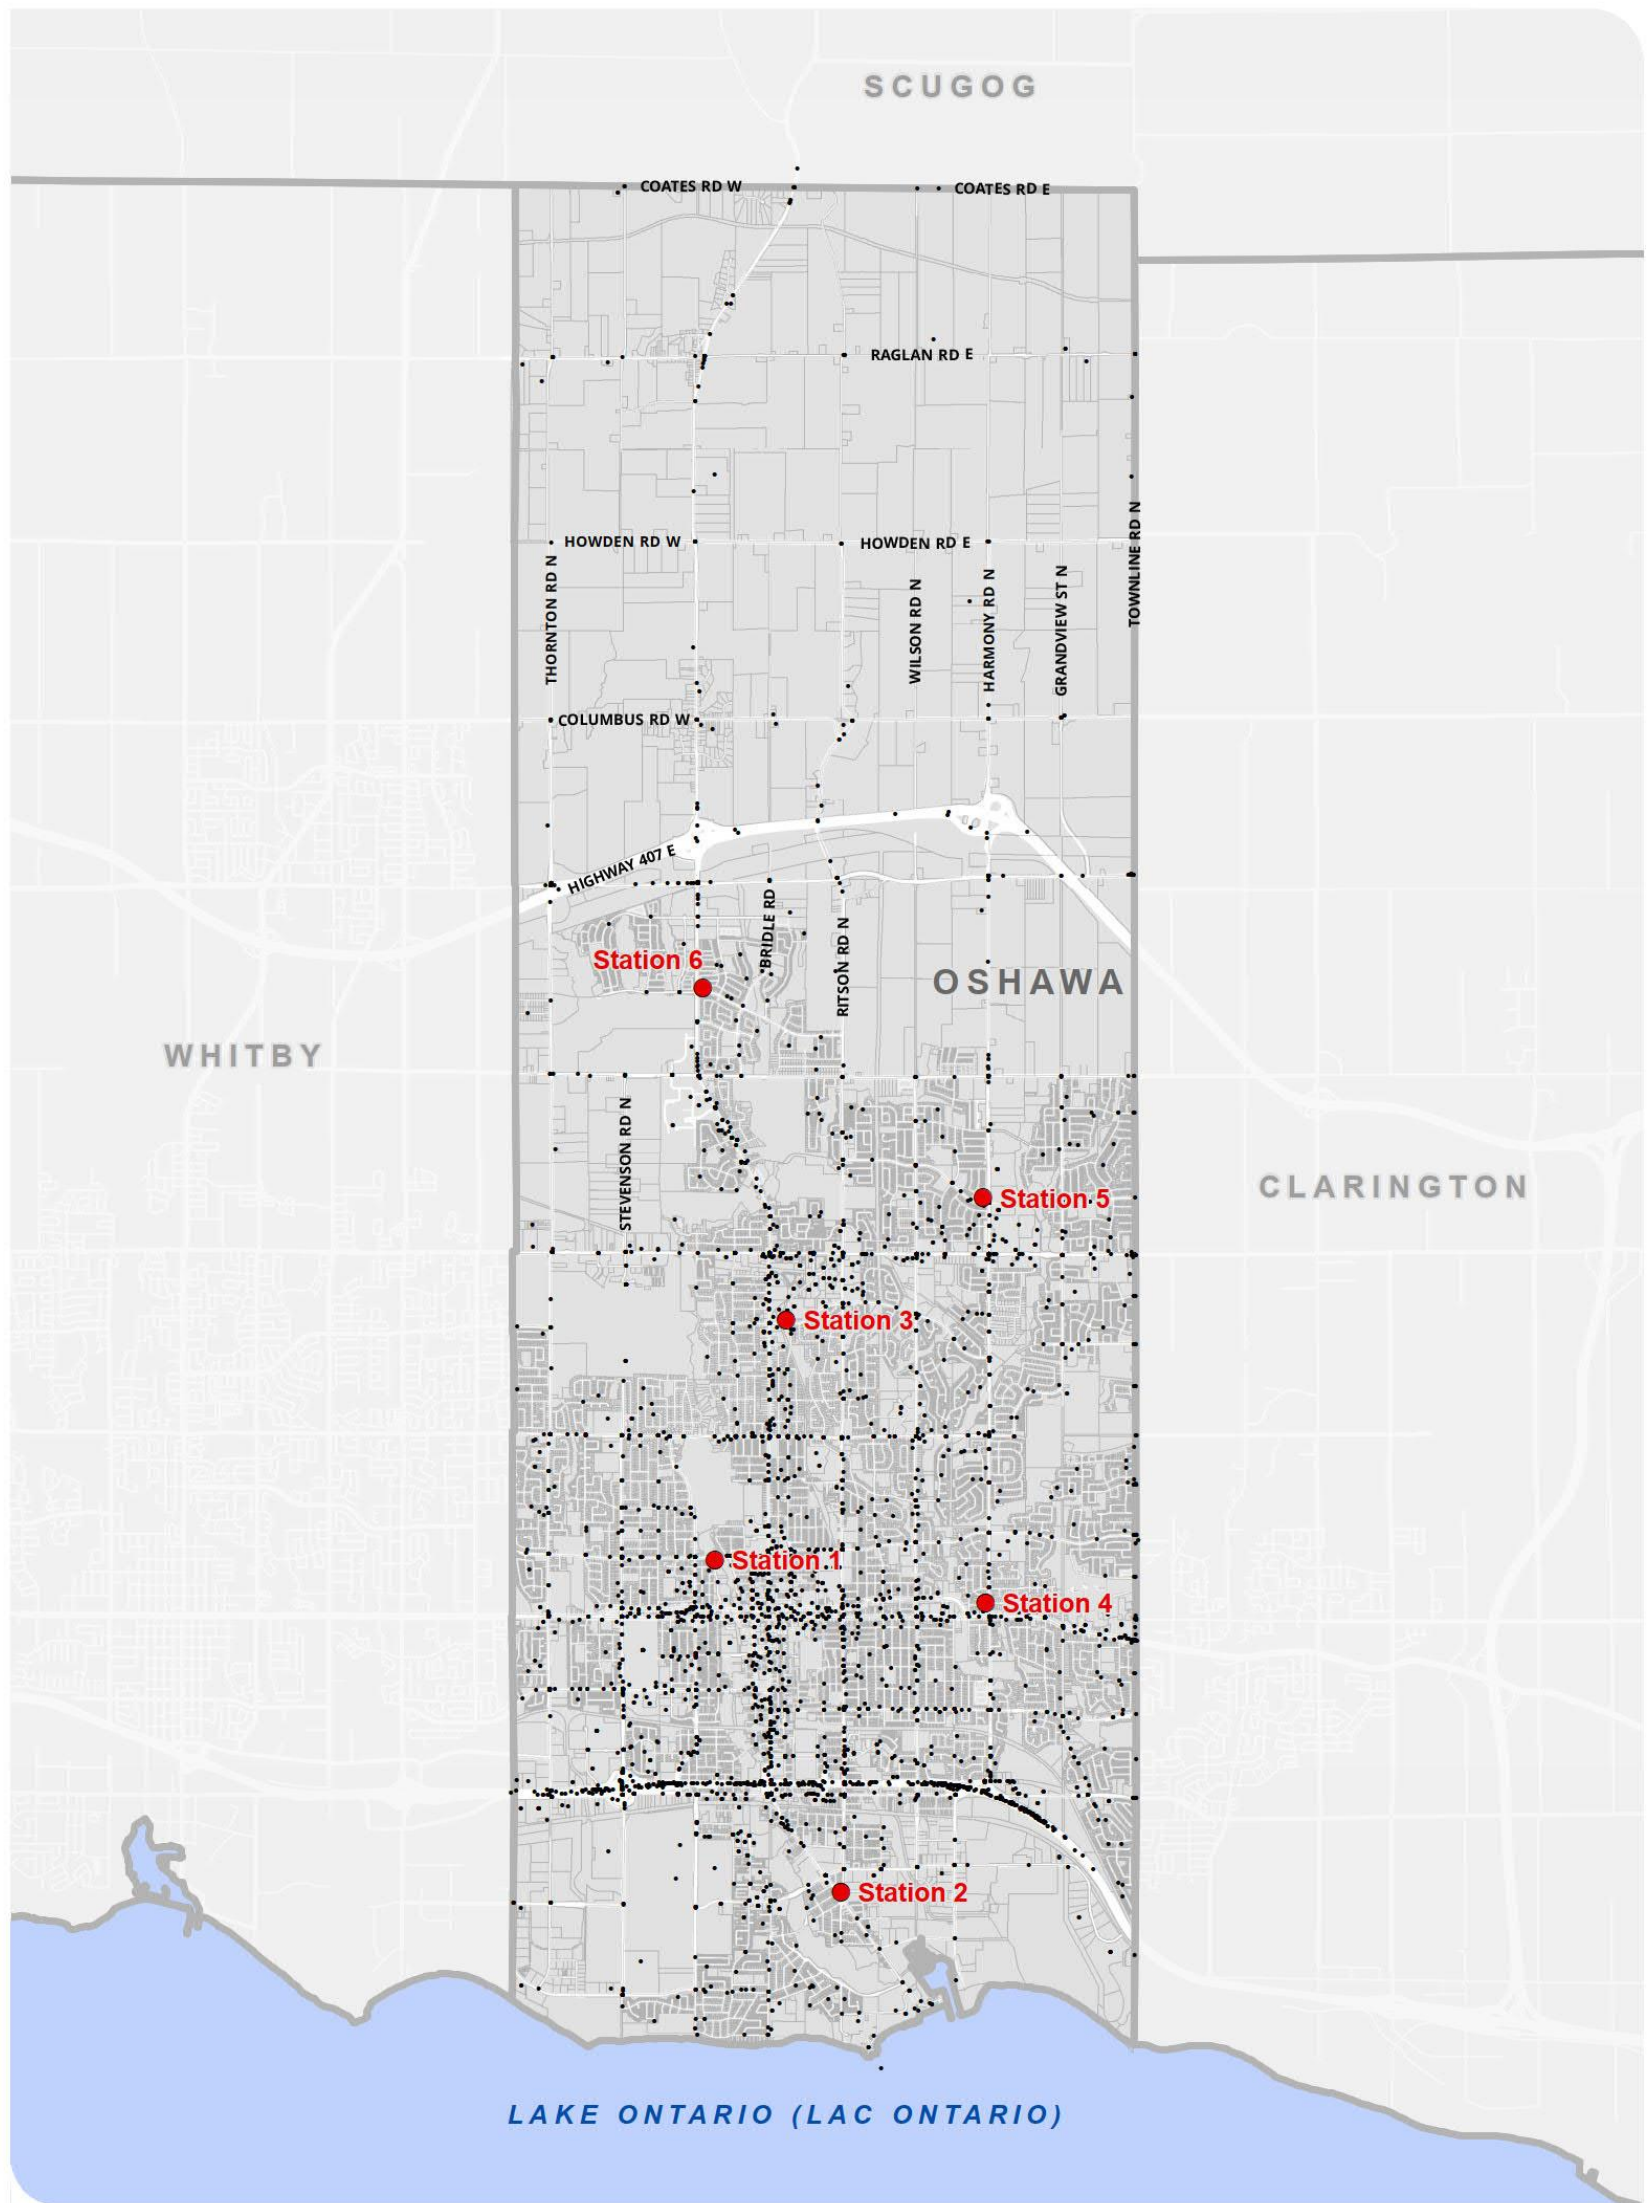 SCUGOG
COATES RD W
COATES RD E
RAGLAN RD E
HOWDEN RD W
HOWDEN RD E
TOWNLINE RD N
THORNTON RD N
WILSON RD N
HARMONY RD N
GRANDVIEW ST N
COLUMBUS RD W
HIGHWAY 407 E
BRIDLE RD
RITSON RD N
Station 6
OSHAWA
WHITBY
STEVENSON RD N
CLARINGTON
Station 5
Station 3
Station 1
Station 4
Station 2
LAKE ONTARIO (LAC ONTARIO)